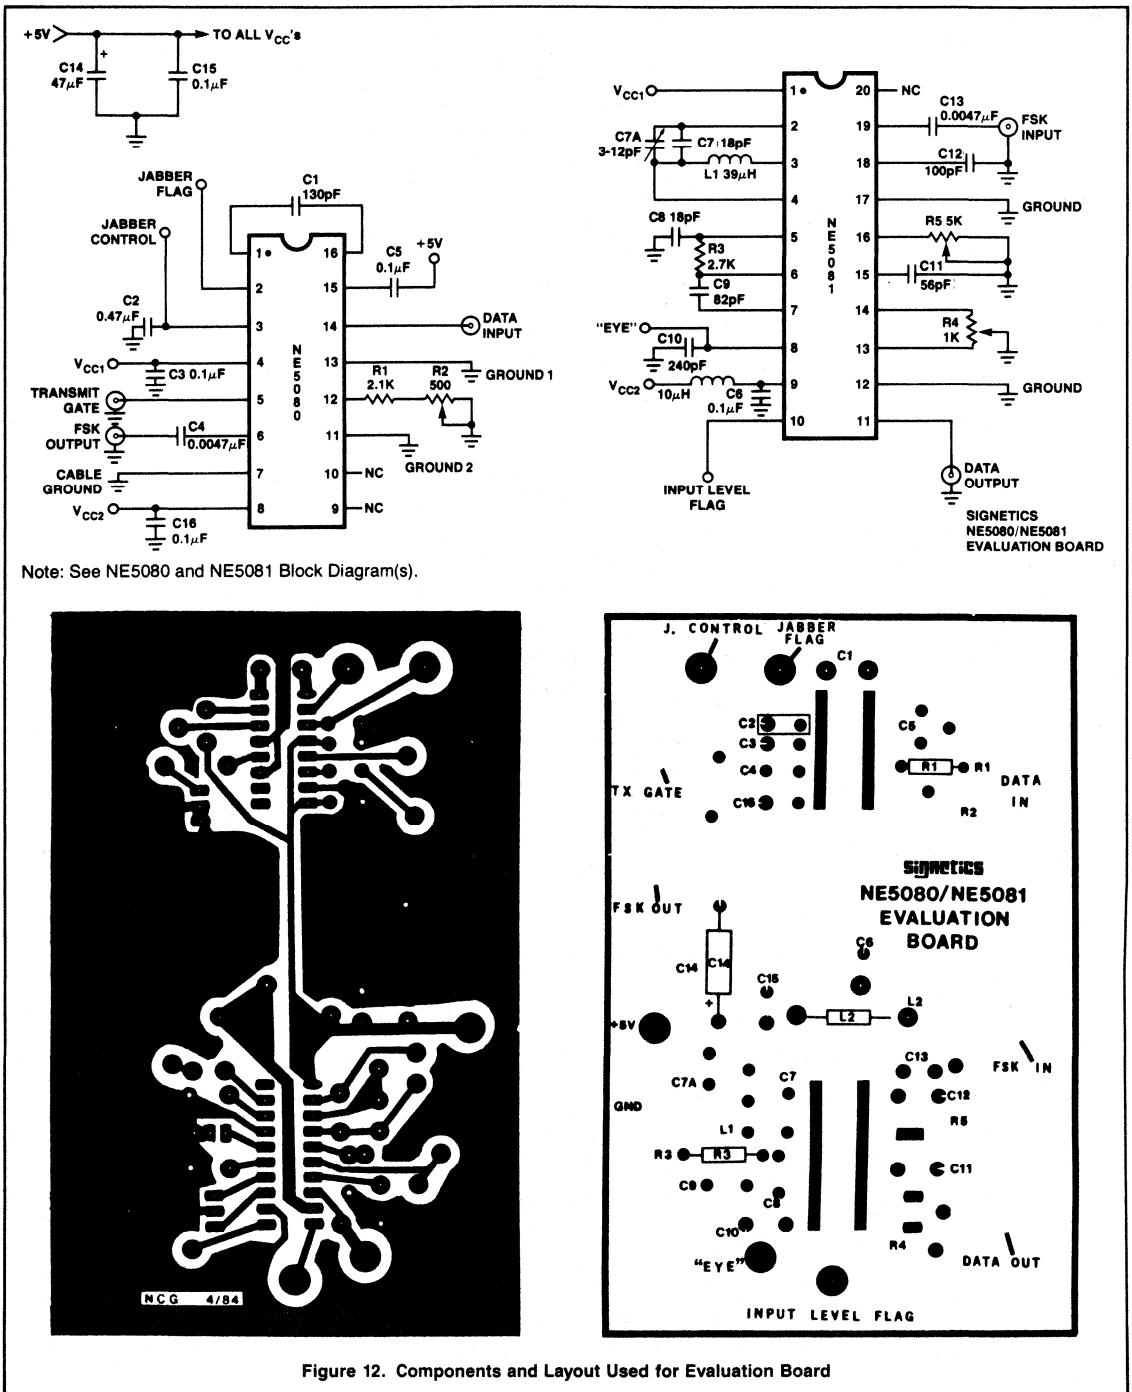 +5V
TO ALL VCC's
C14
47μF
C15
0.1μF
JABBER
FLAG
JABBER
CONTROL
C1
130pF
C5
0.1μF
+5V
C2
0.47μF
VCC1
C3 0.1μF
TRANSMIT
GATE
FSK
OUTPUT
C4
0.0047μF
CABLE
GROUND
VCC2
C16
0.1μF
1
2
3
4
5
6
7
8
NE5080
16
15
14
13
12
11
10
9
DATA
INPUT
GROUND 1
R1
2.1K
R2
500
GROUND 2
NC
NC
VCC1
C7A
3-12pF
C7 18pF
L1 39μH
C8 18pF
R3
2.7K
C9
82pF
"EYE"
C10
240pF
VCC2
10μH
C6
0.1μF
INPUT LEVEL
FLAG
1
2
3
4
5
6
7
8
9
10
NE5081
20
19
18
17
16
15
14
13
12
11
NC
C13
0.0047μF
FSK
INPUT
C12
100pF
GROUND
R5 5K
C11
56pF
R4
1K
GROUND
DATA
OUTPUT
SIGNETICS
NE5080/NE5081
EVALUATION BOARD
Note: See NE5080 and NE5081 Block Diagram(s).
NCG 4/84
J. CONTROL
JABBER
FLAG
C1
C2
C3
C4
C16
C5
R1
R1
R2
DATA
IN
TX GATE
signetics
NE5080/NE5081
EVALUATION
BOARD
FSK OUT
C14
C14
+
C15
C6
L2
L2
+5V
C7A
C7
C13
FSK IN
C12
GND
L1
R5
R3
R3
C11
C9
C8
C10
R4
"EYE"
DATA OUT
INPUT LEVEL FLAG
Figure 12. Components and Layout Used for Evaluation Board